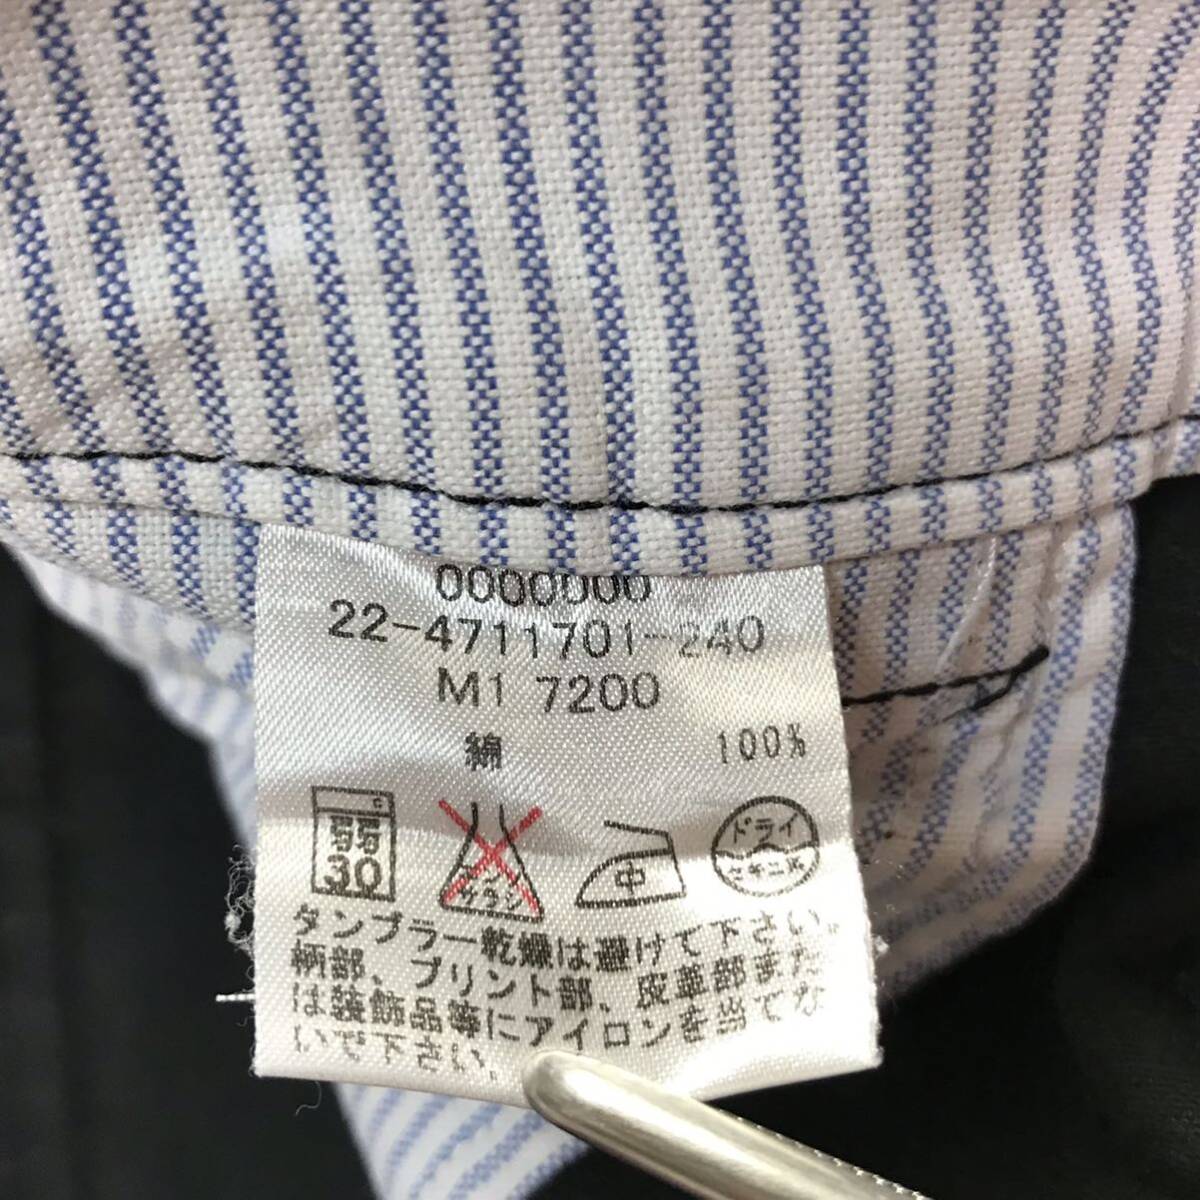 0000000
22-4711701-240
M1 7200
綿 100%
C
30
サラシ
中
ドライ
セキユ系
タンブラー乾燥は避けて下さい。
柄部、プリント部、皮革部また
は装飾品等にアイロンを当てな
いで下さい。